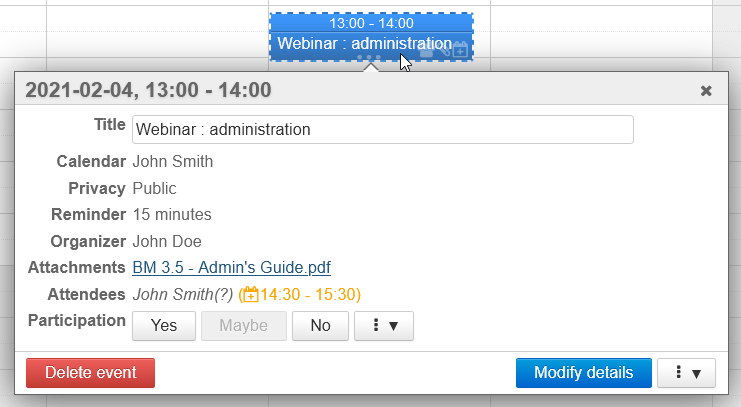 13:00 - 14:00
Webinar : administration
2021-02-04, 13:00 - 14:00
Title Webinar : administration
Calendar John Smith
Privacy Public
Reminder 15 minutes
Organizer John Doe
Attachments BM 3.5 - Admin's Guide.pdf
Attendees John Smith(?) (14:30 - 15:30)
Participation Yes Maybe No
Delete event Modify details